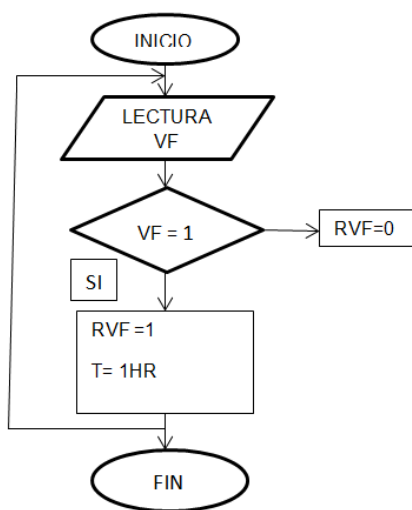 INICIO
LECTURA
VF
VF = 1
RVF=0
SI
RVF =1
T= 1HR
FIN